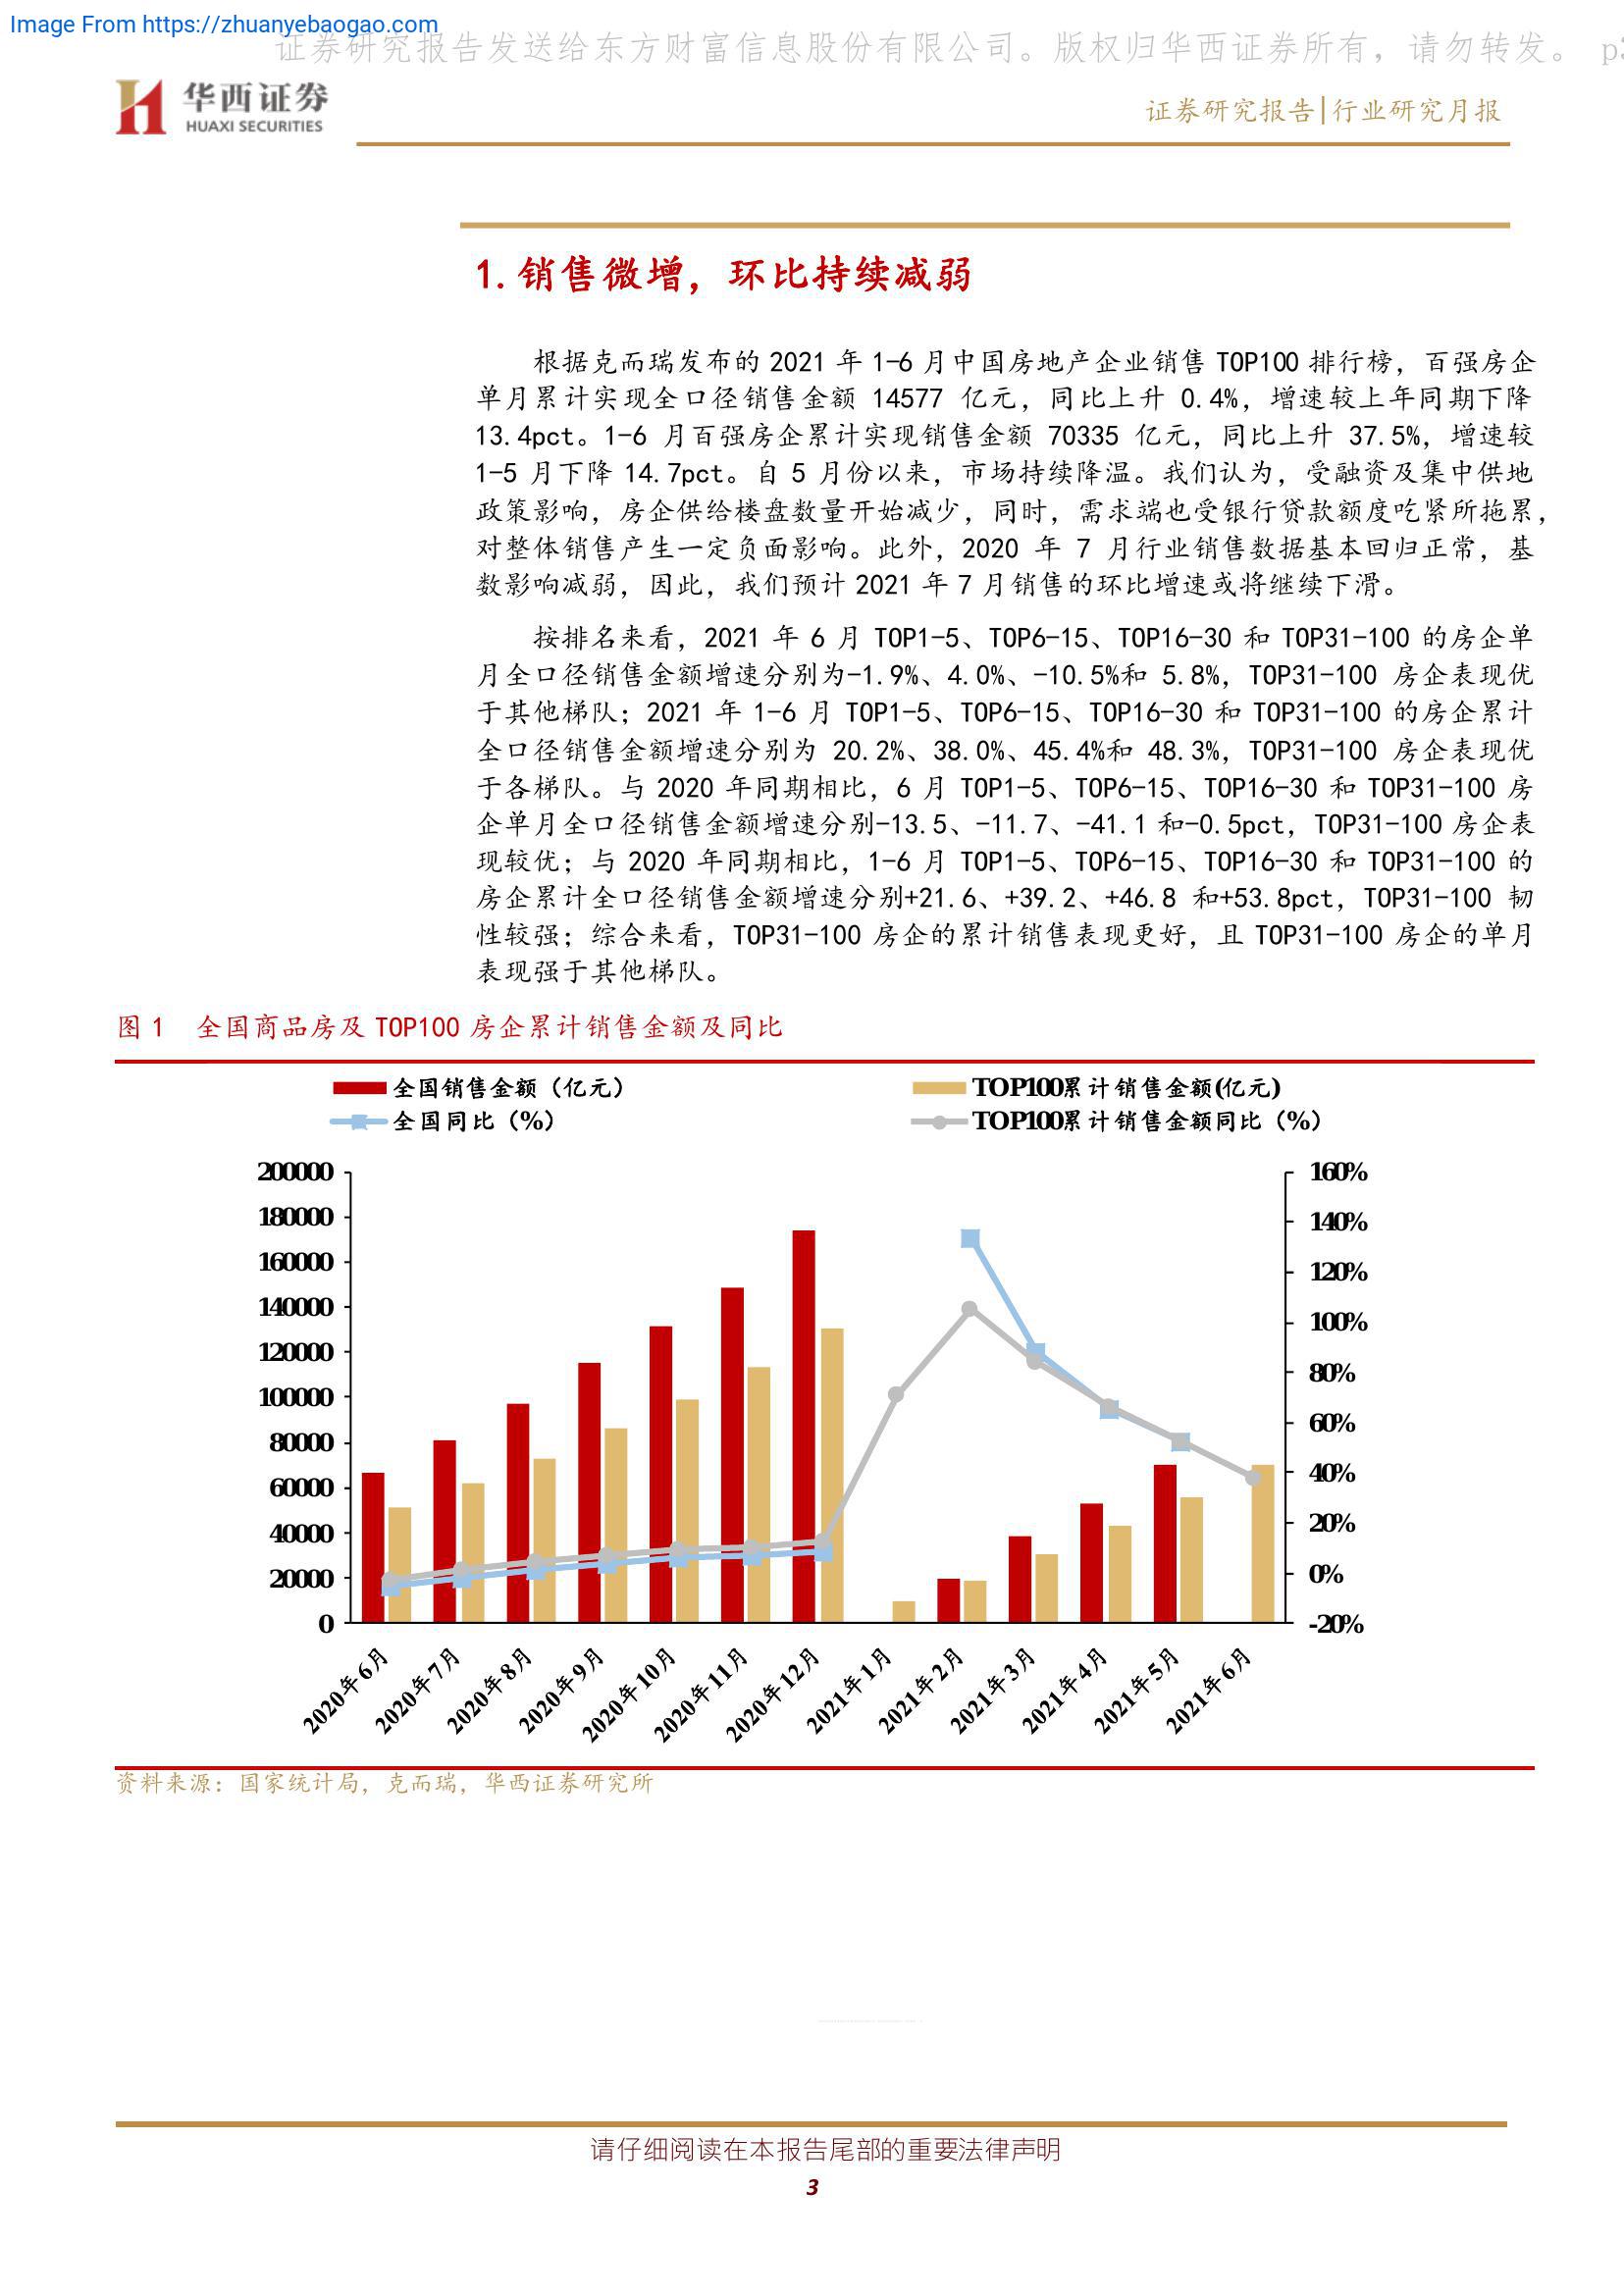 Image From https://zhuanyebaogao.com
证券研究报告发送给东方财富信息股份有限公司。版权归华西证券所有，请勿转发。 p3
华西证券
HUAXI SECURITIES
证券研究报告|行业研究月报
1. 销售微增，环比持续减弱
根据克而瑞发布的 2021 年 1-6 月中国房地产企业销售 TOP100 排行榜，百强房企
单月累计实现全口径销售金额 14577 亿元，同比上升 0.4%，增速较上年同期下降
13.4pct。1-6 月百强房企累计实现销售金额 70335 亿元，同比上升 37.5%，增速较
1-5 月下降 14.7pct。自 5 月份以来，市场持续降温。我们认为，受融资及集中供地
政策影响，房企供给楼盘数量开始减少，同时，需求端也受银行贷款额度吃紧所拖累，
对整体销售产生一定负面影响。此外，2020 年 7 月行业销售数据基本回归正常，基
数影响减弱，因此，我们预计 2021 年 7 月销售的环比增速或将继续下滑。
按排名来看，2021 年 6 月 TOP1-5、TOP6-15、TOP16-30 和 TOP31-100 的房企单
月全口径销售金额增速分别为-1.9%、4.0%、-10.5%和 5.8%，TOP31-100 房企表现优
于其他梯队；2021 年 1-6 月 TOP1-5、TOP6-15、TOP16-30 和 TOP31-100 的房企累计
全口径销售金额增速分别为 20.2%、38.0%、45.4%和 48.3%，TOP31-100 房企表现优
于各梯队。与 2020 年同期相比，6 月 TOP1-5、TOP6-15、TOP16-30 和 TOP31-100 房
企单月全口径销售金额增速分别-13.5、-11.7、-41.1 和-0.5pct，TOP31-100 房企表
现较优；与 2020 年同期相比，1-6 月 TOP1-5、TOP6-15、TOP16-30 和 TOP31-100 的
房企累计全口径销售金额增速分别+21.6、+39.2、+46.8 和+53.8pct，TOP31-100 韧
性较强；综合来看，TOP31-100 房企的累计销售表现更好，且 TOP31-100 房企的单月
表现强于其他梯队。
图 1 全国商品房及 TOP100 房企累计销售金额及同比
全国销售金额（亿元）
TOP100累计销售金额(亿元)
全国同比（%）
TOP100累计销售金额同比（%）
200000
180000
160000
140000
120000
100000
80000
60000
40000
20000
0
160%
140%
120%
100%
80%
60%
40%
20%
0%
-20%
2020年6月
2020年7月
2020年8月
2020年9月
2020年10月
2020年11月
2020年12月
2021年1月
2021年2月
2021年3月
2021年4月
2021年5月
2021年6月
资料来源：国家统计局，克而瑞，华西证券研究所
请仔细阅读在本报告尾部的重要法律声明
3